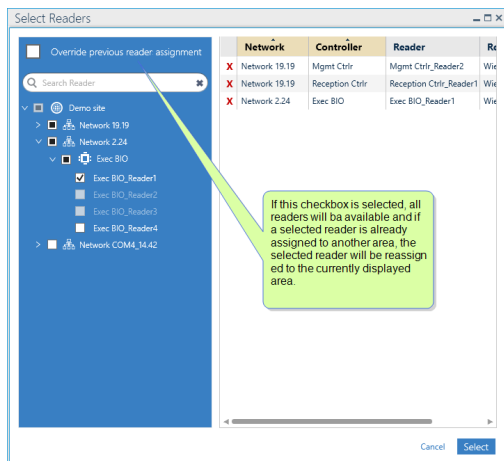 Select Readers
Override previous reader assignment
Search Reader
Demo site
Network 19.19
Network 2.24
Exec BIO
Exec BIO_Reader1
Exec BIO_Reader2
Exec BIO_Reader3
Exec BIO_Reader4
Network COM4_14.42
Network Controller Reader Re
X Network 19.19 Mgmt Ctrlr Mgmt Ctrlr_Reader2 Wie
X Network 19.19 Reception Ctrlr Reception Ctrlr_Reader1 Wie
X Network 2.24 Exec BIO Exec BIO_Reader1 Wie
If this checkbox is selected, all
readers will ba available and if
a selected reader is already
assigned to another area, the
selected reader will be reassign
ed to the currently displayed
area.
Cancel Select